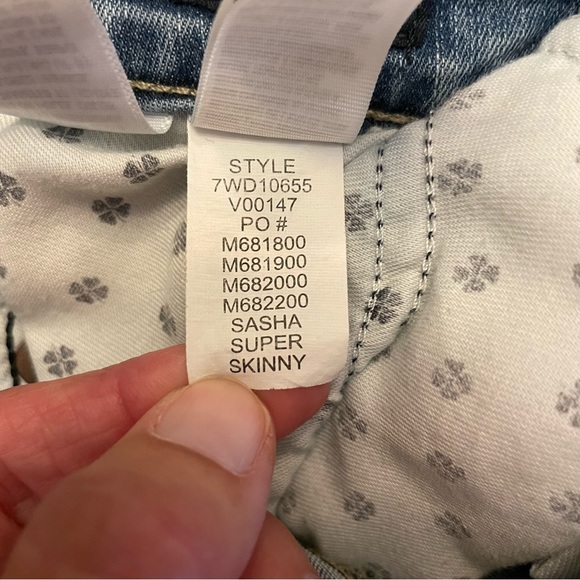 STYLE
7WD10655
V00147
PO #
M681800
M681900
M682000
M682200
SASHA
SUPER
SKINNY